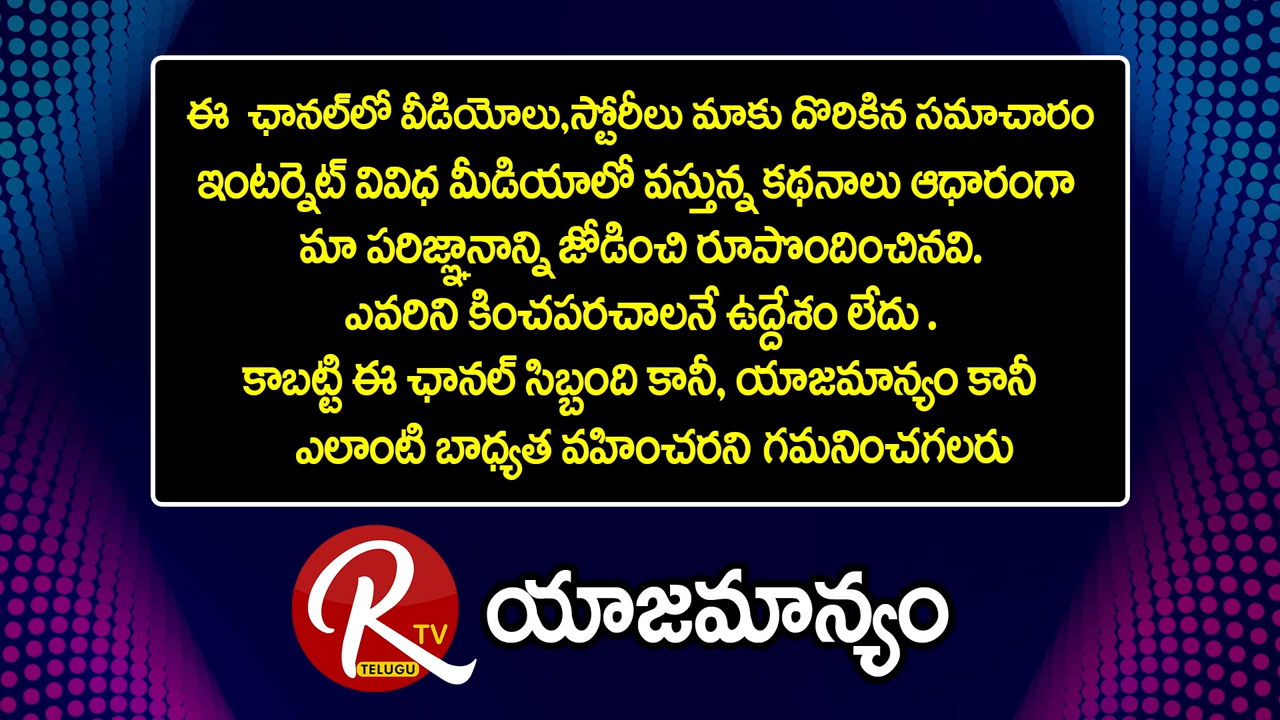 ఈ ఛానల్‌లో వీడియోలు,స్టోరీలు మాకు దొరికిన సమాచారం
ఇంటర్నెట్ వివిధ మీడియాలో వస్తున్న కథనాలు ఆధారంగా
మా పరిజ్ఞానాన్ని జోడించి రూపొందించినవి.
ఎవరిని కించపరచాలనే ఉద్దేశం లేదు .
కాబట్టి ఈ ఛానల్ సిబ్బంది కానీ, యాజమాన్యం కానీ
ఎలాంటి బాధ్యత వహించరని గమనించగలరు
R TV
TELUGU
యాజమాన్యం